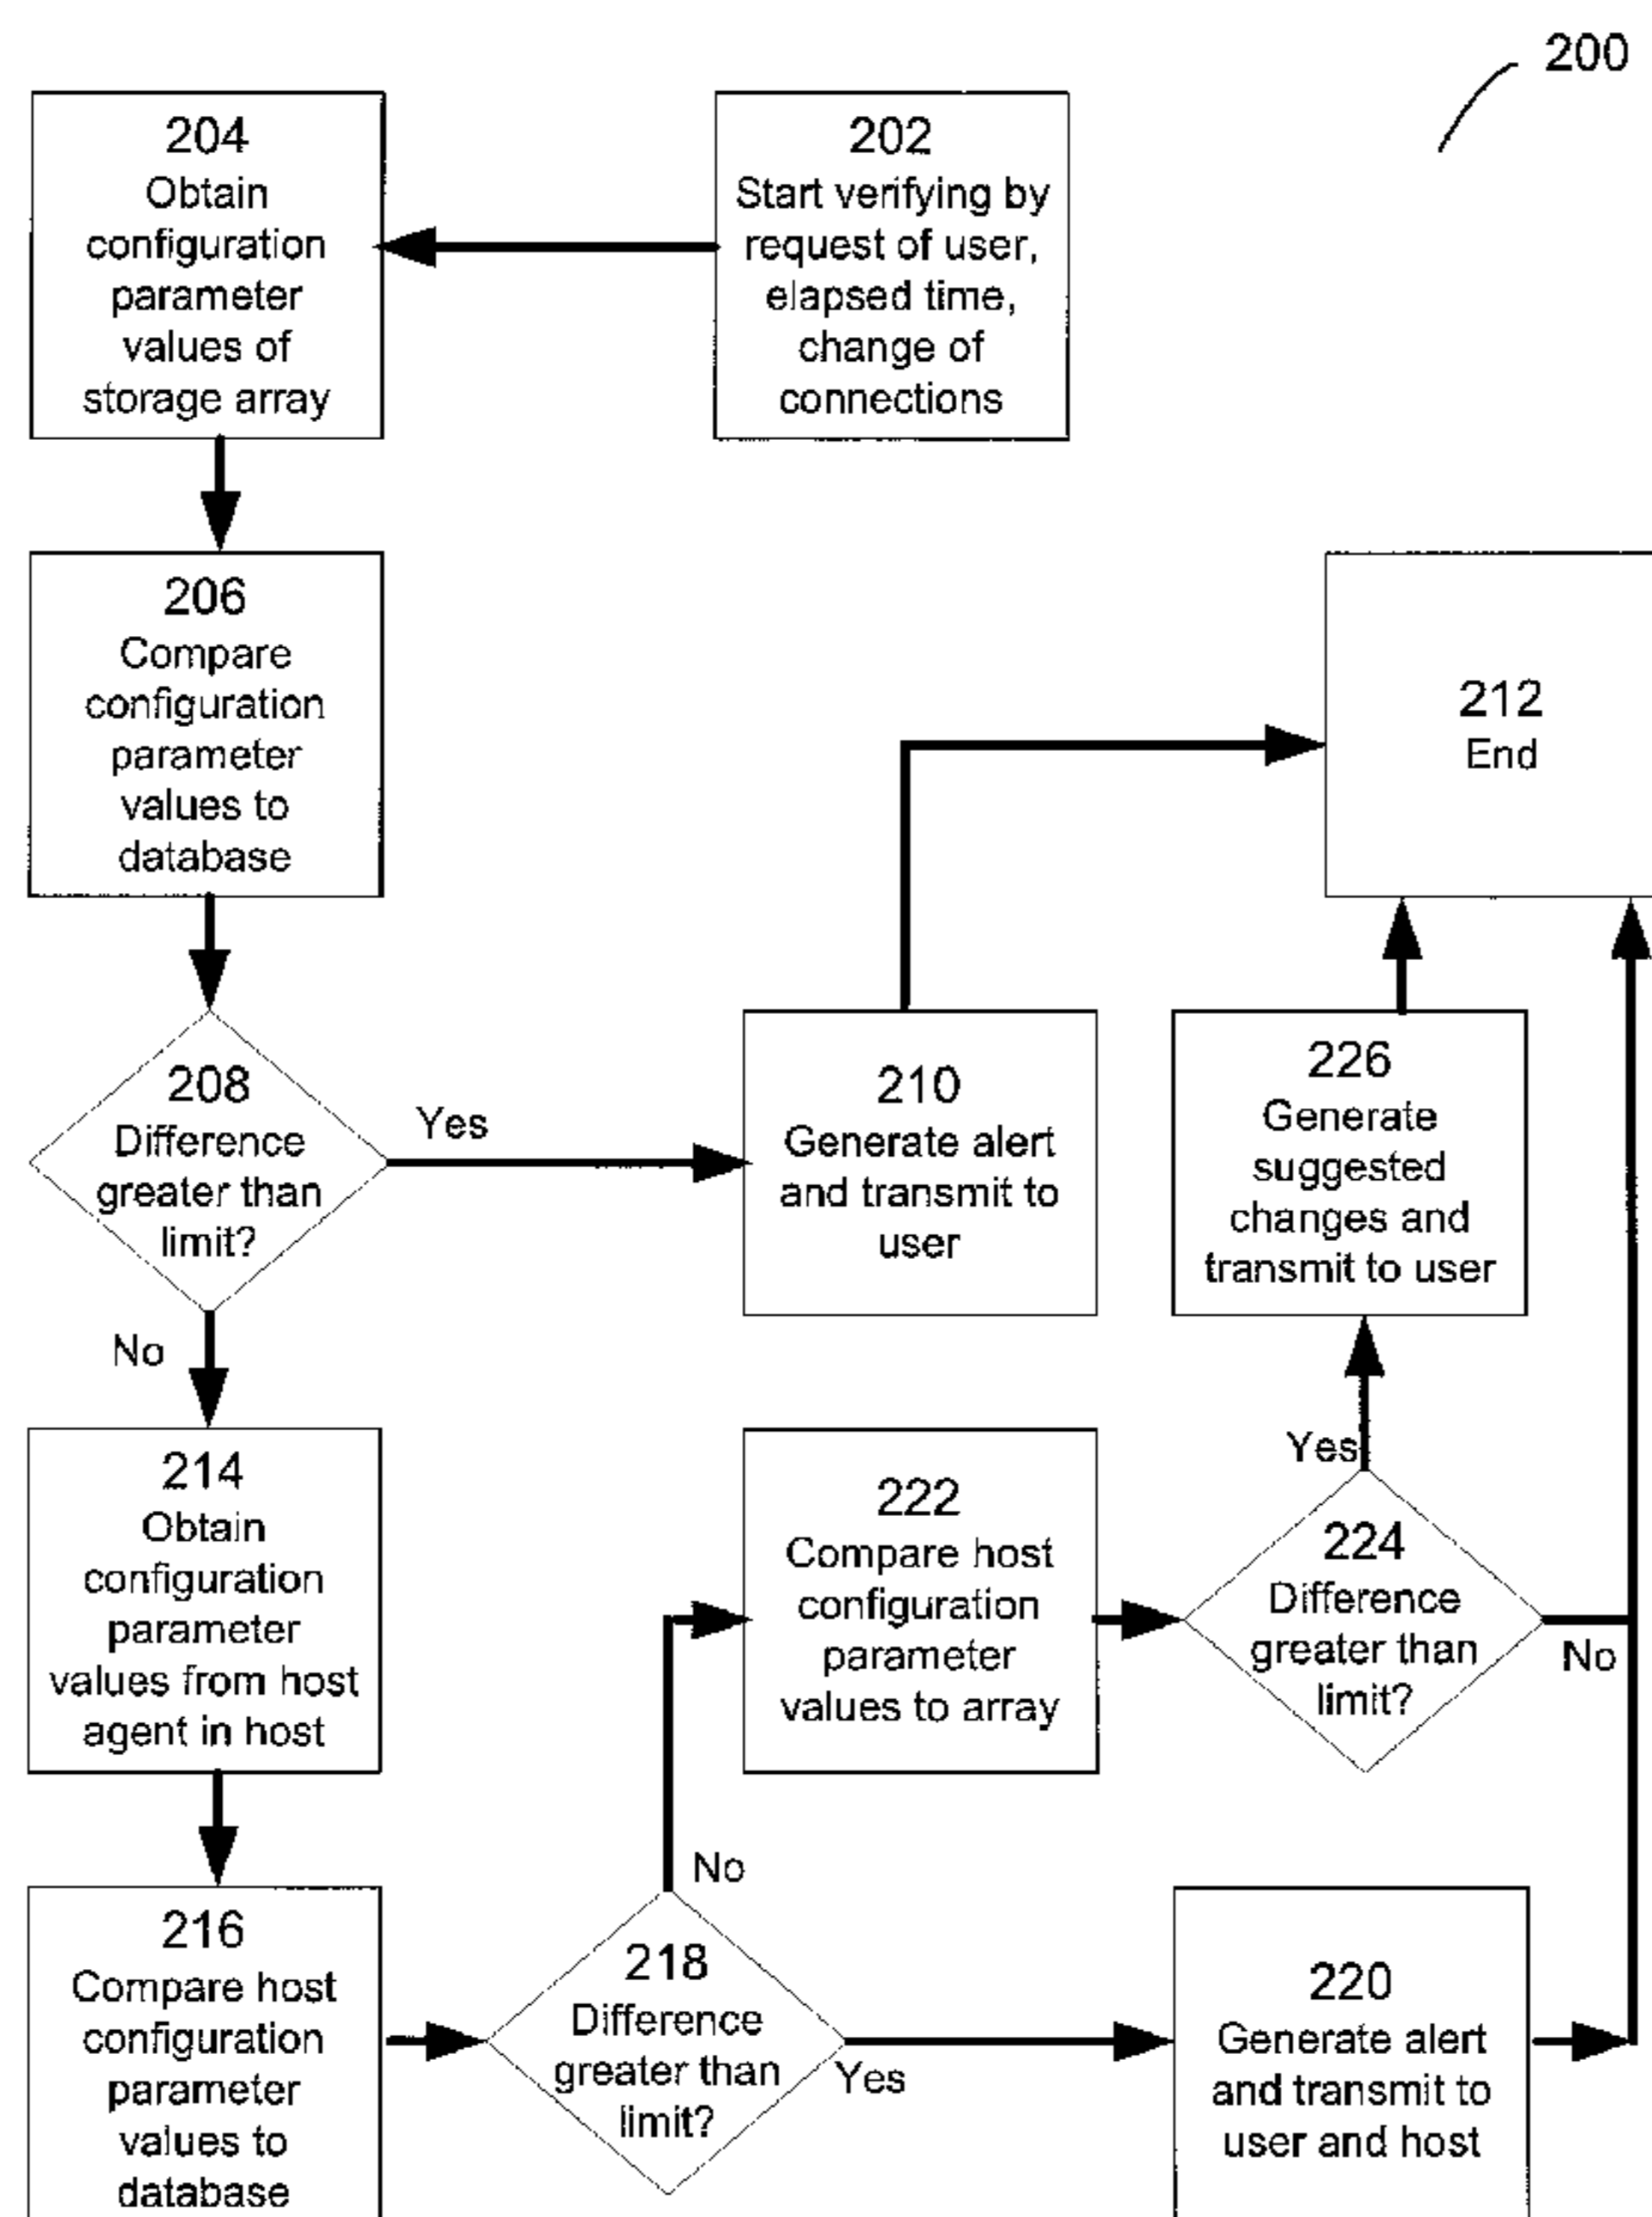 200
204
Obtain
configuration
parameter
values of
storage array
202
Start verifying by
request of user,
elapsed time,
change of
connections
206
Compare
configuration
parameter
values to
database
212
End
208
Difference
greater than
limit?
Yes
No
210
Generate alert
and transmit to
user
226
Generate
suggested
changes and
transmit to user
214
Obtain
configuration
parameter
values from host
agent in host
222
Compare host
configuration
parameter
values to array
Yes
224
Difference
greater than
limit?
No
216
Compare host
configuration
parameter
values to
database
No
218
Difference
greater than
limit?
Yes
220
Generate alert
and transmit to
user and host